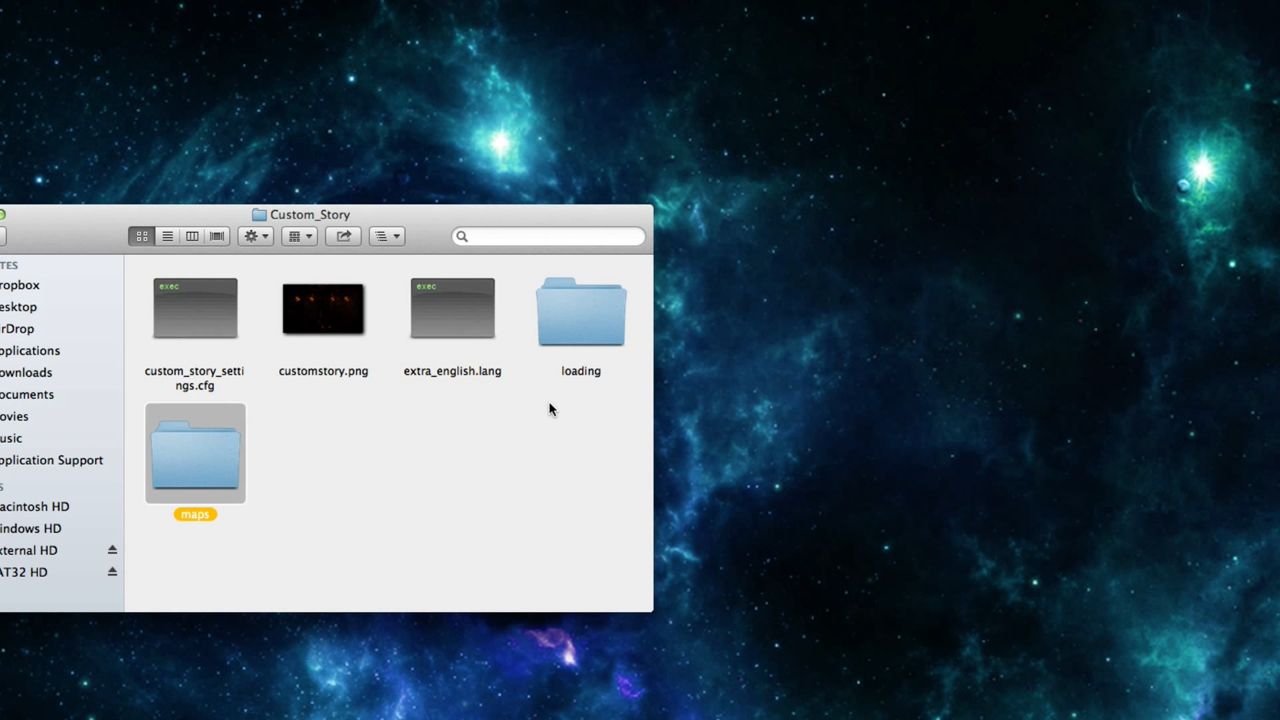 Custom_Story
TES
ropbox
esktop
irDrop
pplications
ownloads
ocuments
ovies
usic
pplication Support
S
acintosh HD
indows HD
xternal HD
AT32 HD
exec
exec
custom_story_setti
ngs.cfg
customstory.png
extra_english.lang
loading
maps